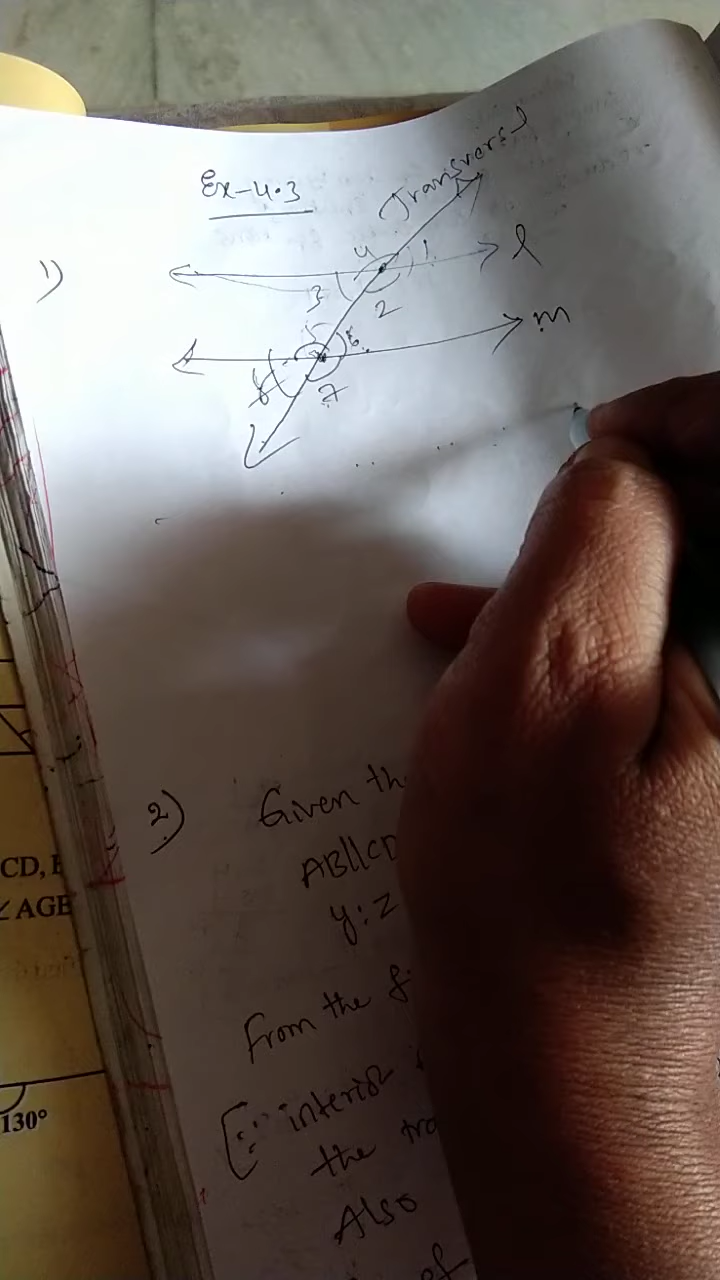 Ex-4.3
(Transversal
1)
4
1
l
3
2
5
8
m
6
7
2)
Given th
AB||CD
y:z
From the f
[∵ interior
the tra
Also
of
CD, E
∠AGE
130°